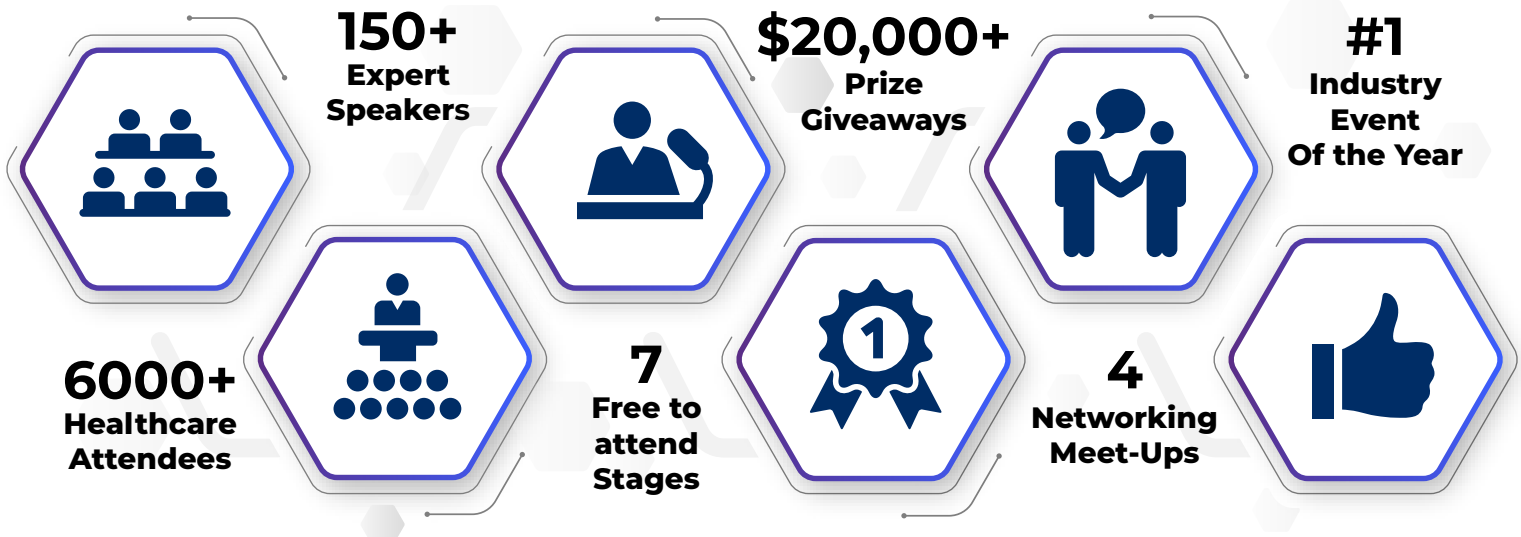 150+
Expert
Speakers
$20,000+
Prize
Giveaways
#1
Industry
Event
Of the Year
6000+
Healthcare
Attendees
7
Free to
attend
Stages
1
4
Networking
Meet-Ups